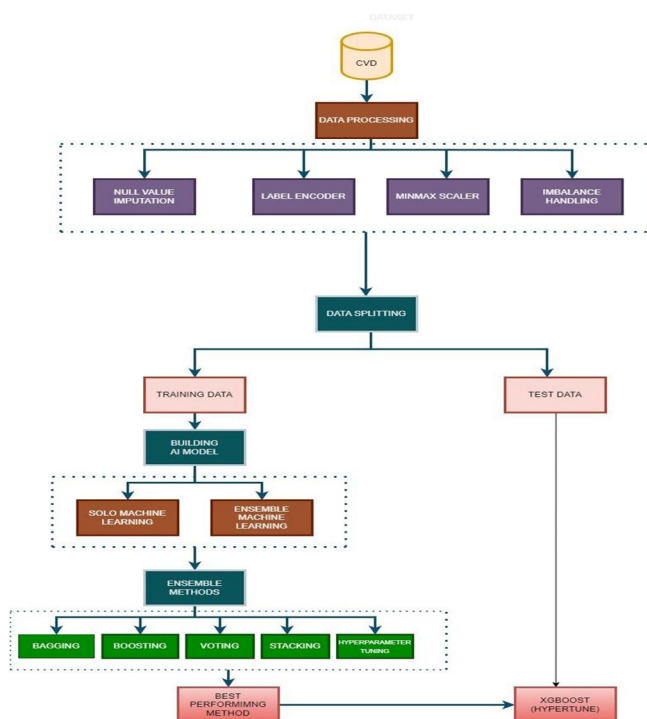 DATASET
CVD
DATA PROCESSING
NULL VALUE
IMPUTATION
LABEL ENCODER
MINMAX SCALER
IMBALANCE
HANDLING
DATA SPLITTING
TRAINING DATA
TEST DATA
BUILDING
AI MODEL
SOLO MACHINE
LEARNING
ENSEMBLE
MACHINE
LEARNING
ENSEMBLE
METHODS
BAGGING
BOOSTING
VOTING
STACKING
HYPERPARAMETER
TUNING
BEST
PERFORMIMNG
METHOD
XGBOOST
(HYPERTUNE)